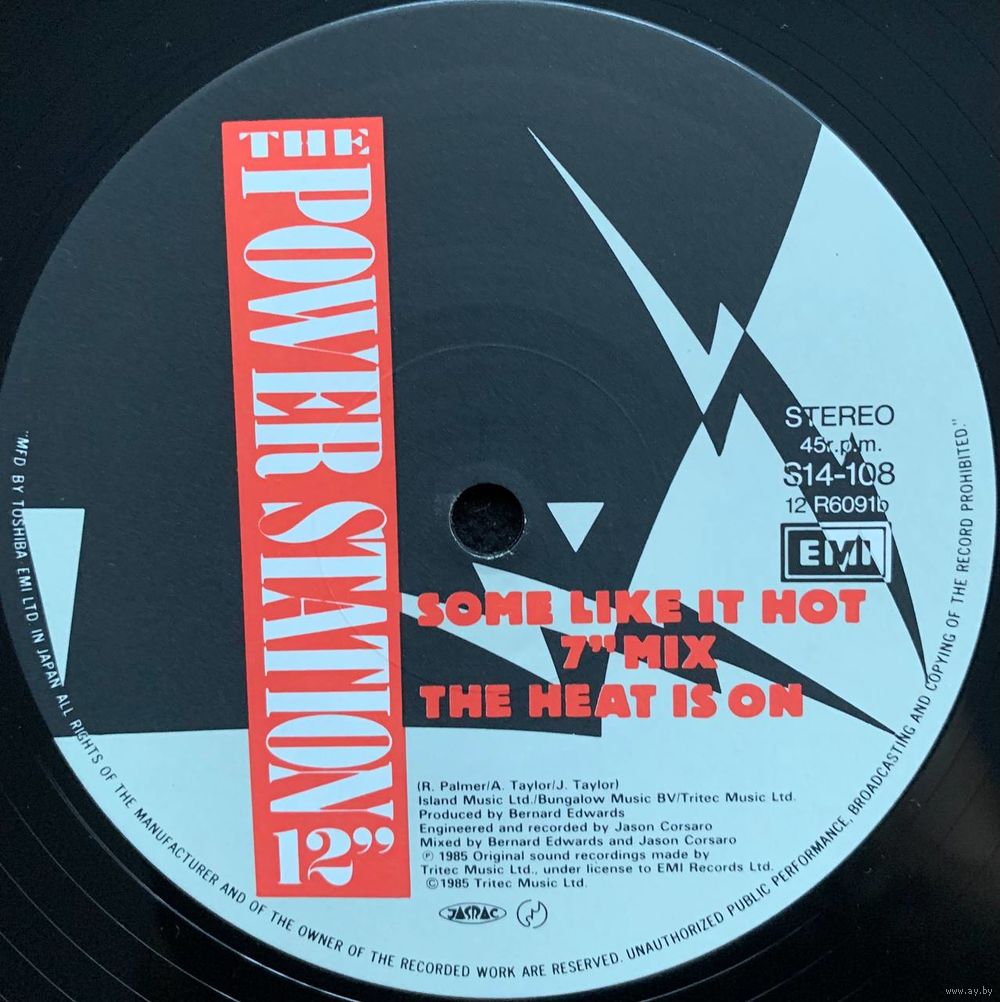 THE POWER STATION 12”
STEREO
45r.p.m.
S14-108
12 R6091b
EMI
SOME LIKE IT HOT
7” MIX
THE HEAT IS ON
(R. Palmer/A. Taylor/J. Taylor)
Island Music Ltd./Bungalow Music BV/Tritec Music Ltd.
Produced by Bernard Edwards
Engineered and recorded by Jason Corsaro
Mixed by Bernard Edwards and Jason Corsaro
℗ 1985 Original sound recordings made by
Tritec Music Ltd., under license to EMI Records Ltd.
©1985 Tritec Music Ltd.
JASRAC
"MFD BY TOSHIBA EMI LTD. IN JAPAN ALL RIGHTS OF THE MANUFACTURER AND OF THE OWNER OF THE RECORDED WORK ARE RESERVED. UNAUTHORIZED PUBLIC PERFORMANCE, BROADCASTING AND COPYING OF THE RECORD PROHIBITED."
www.ay.by